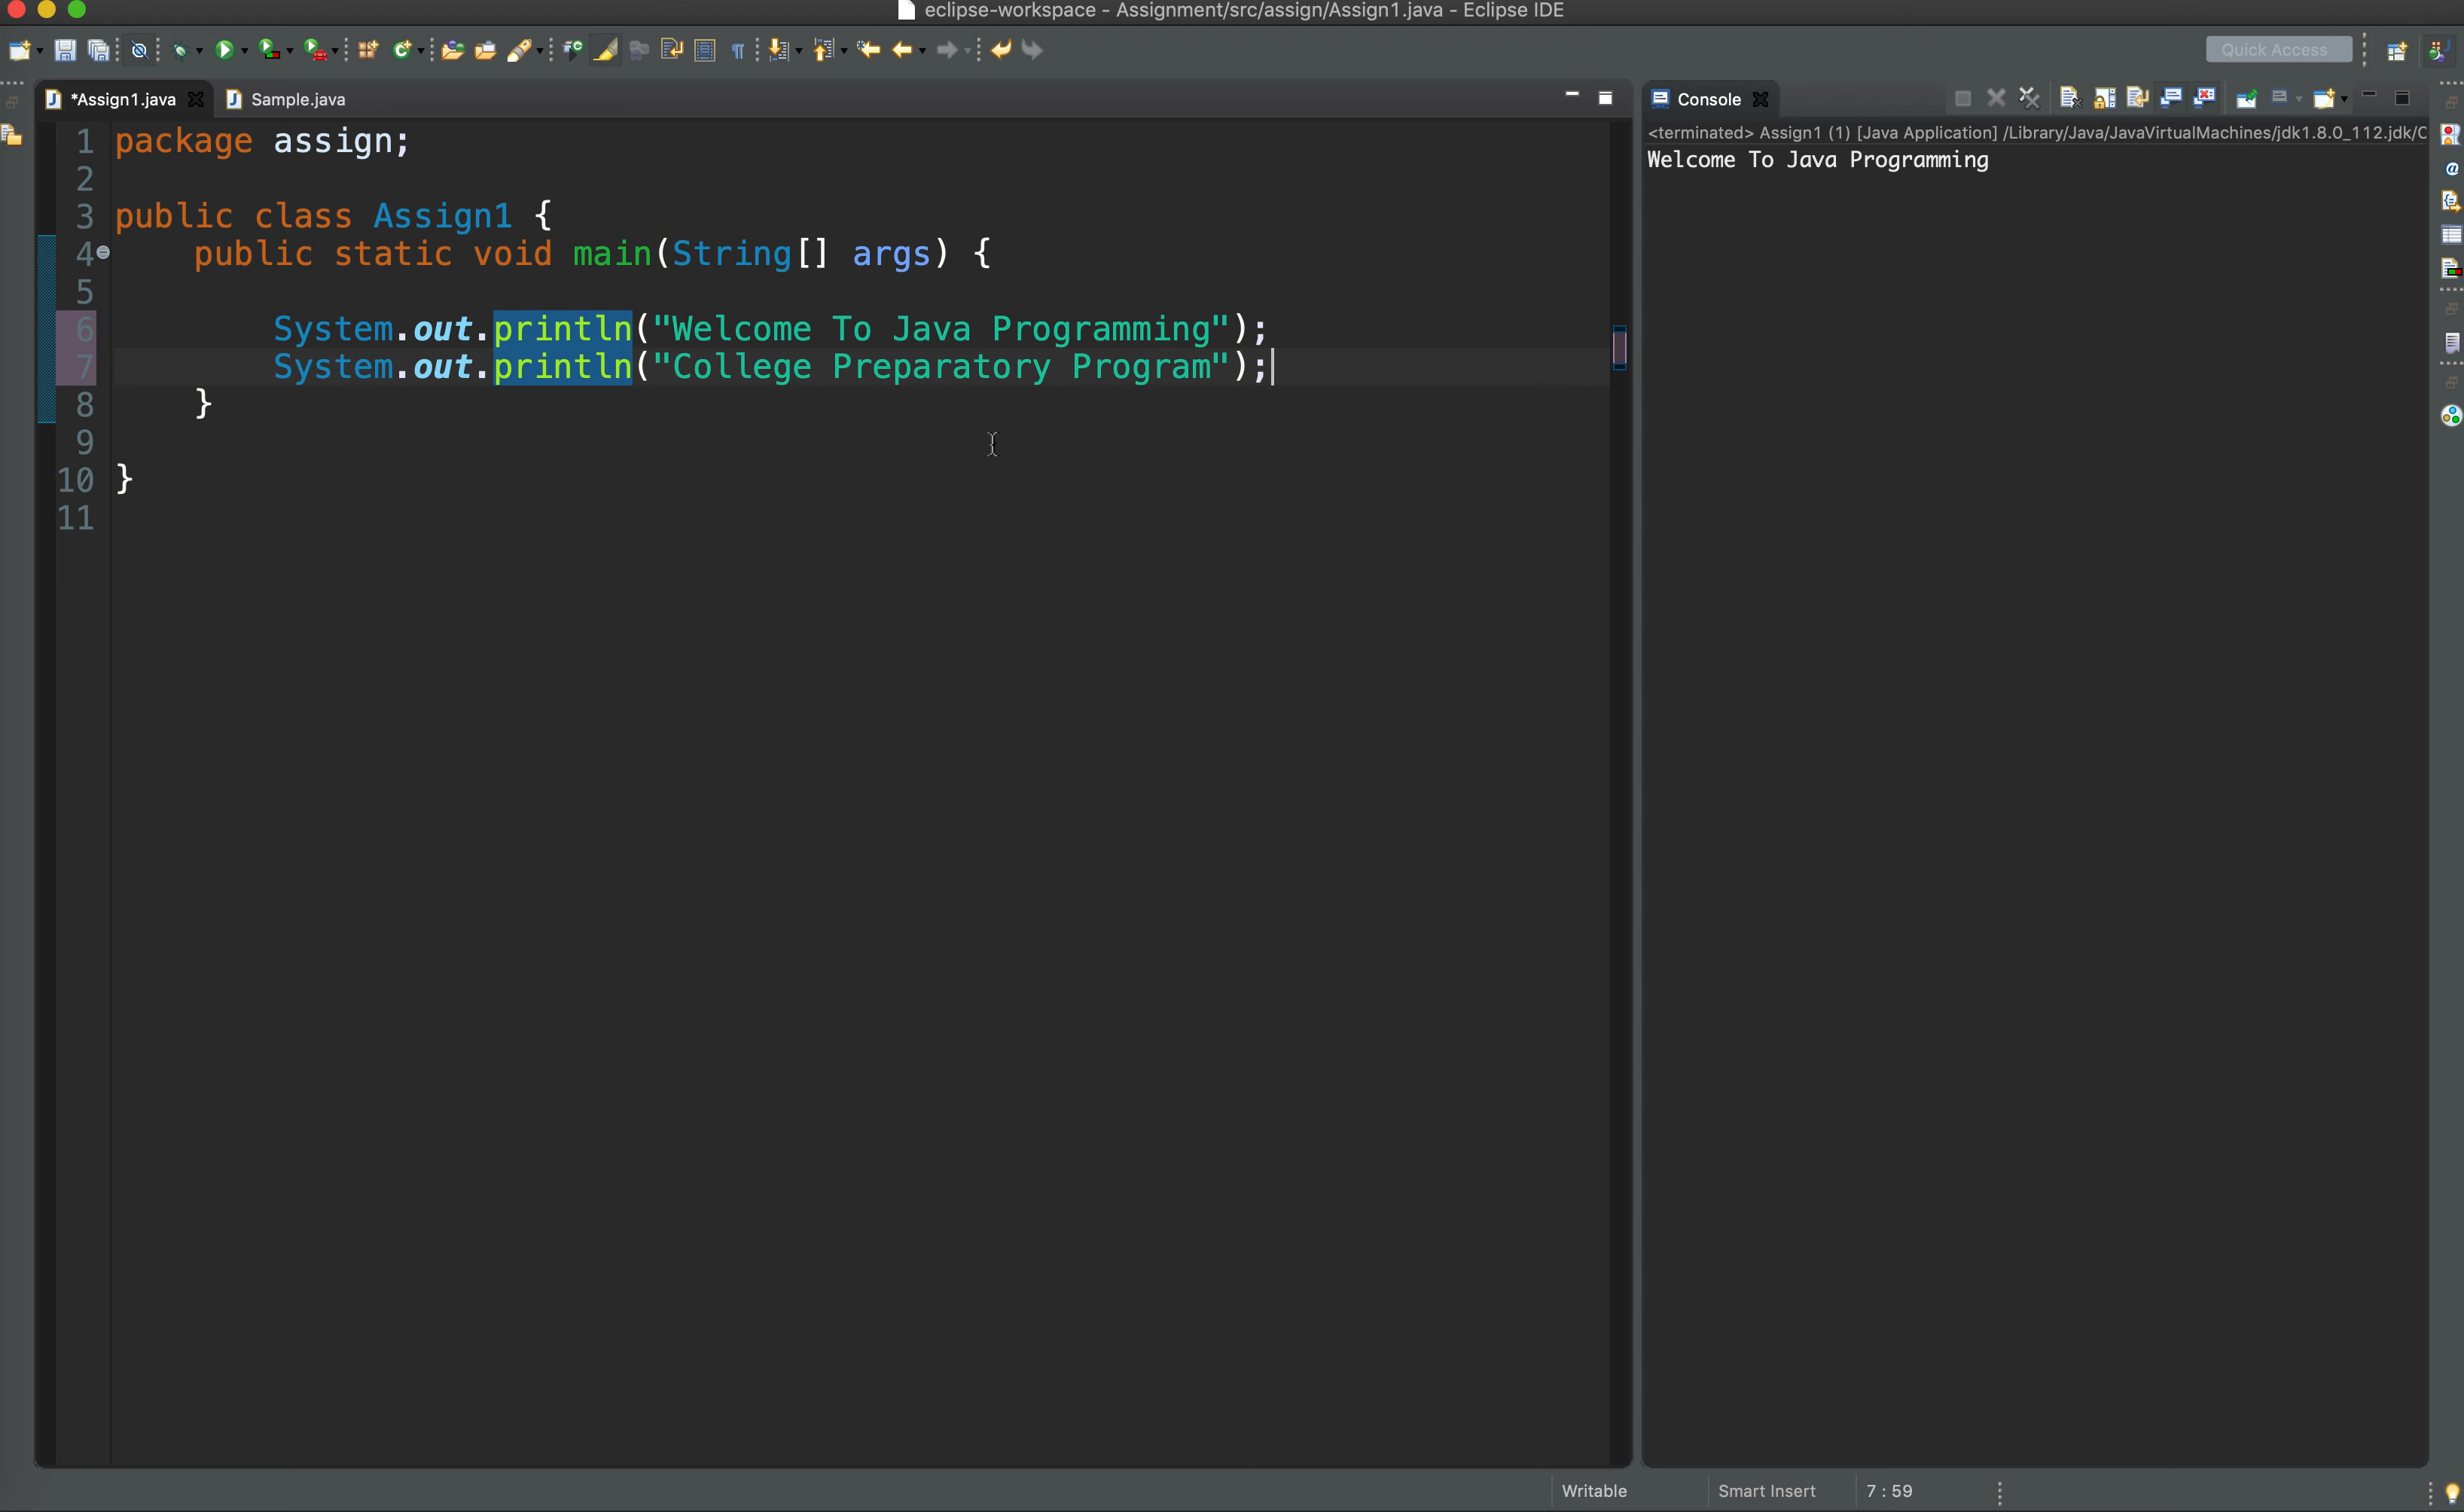 eclipse-workspace - Assignment/src/assign/Assign1.java - Eclipse IDE
Quick Access
*Assign1.java
Sample.java
1 package assign;
2
3 public class Assign1 {
4 public static void main(String[] args) {
5
6 System.out.println("Welcome To Java Programming");
7 System.out.println("College Preparatory Program");
8 }
9
10 }
11
Console
<terminated> Assign1 (1) [Java Application] /Library/Java/JavaVirtualMachines/jdk1.8.0_112.jdk/C
Welcome To Java Programming
Writable
Smart Insert
7 : 59